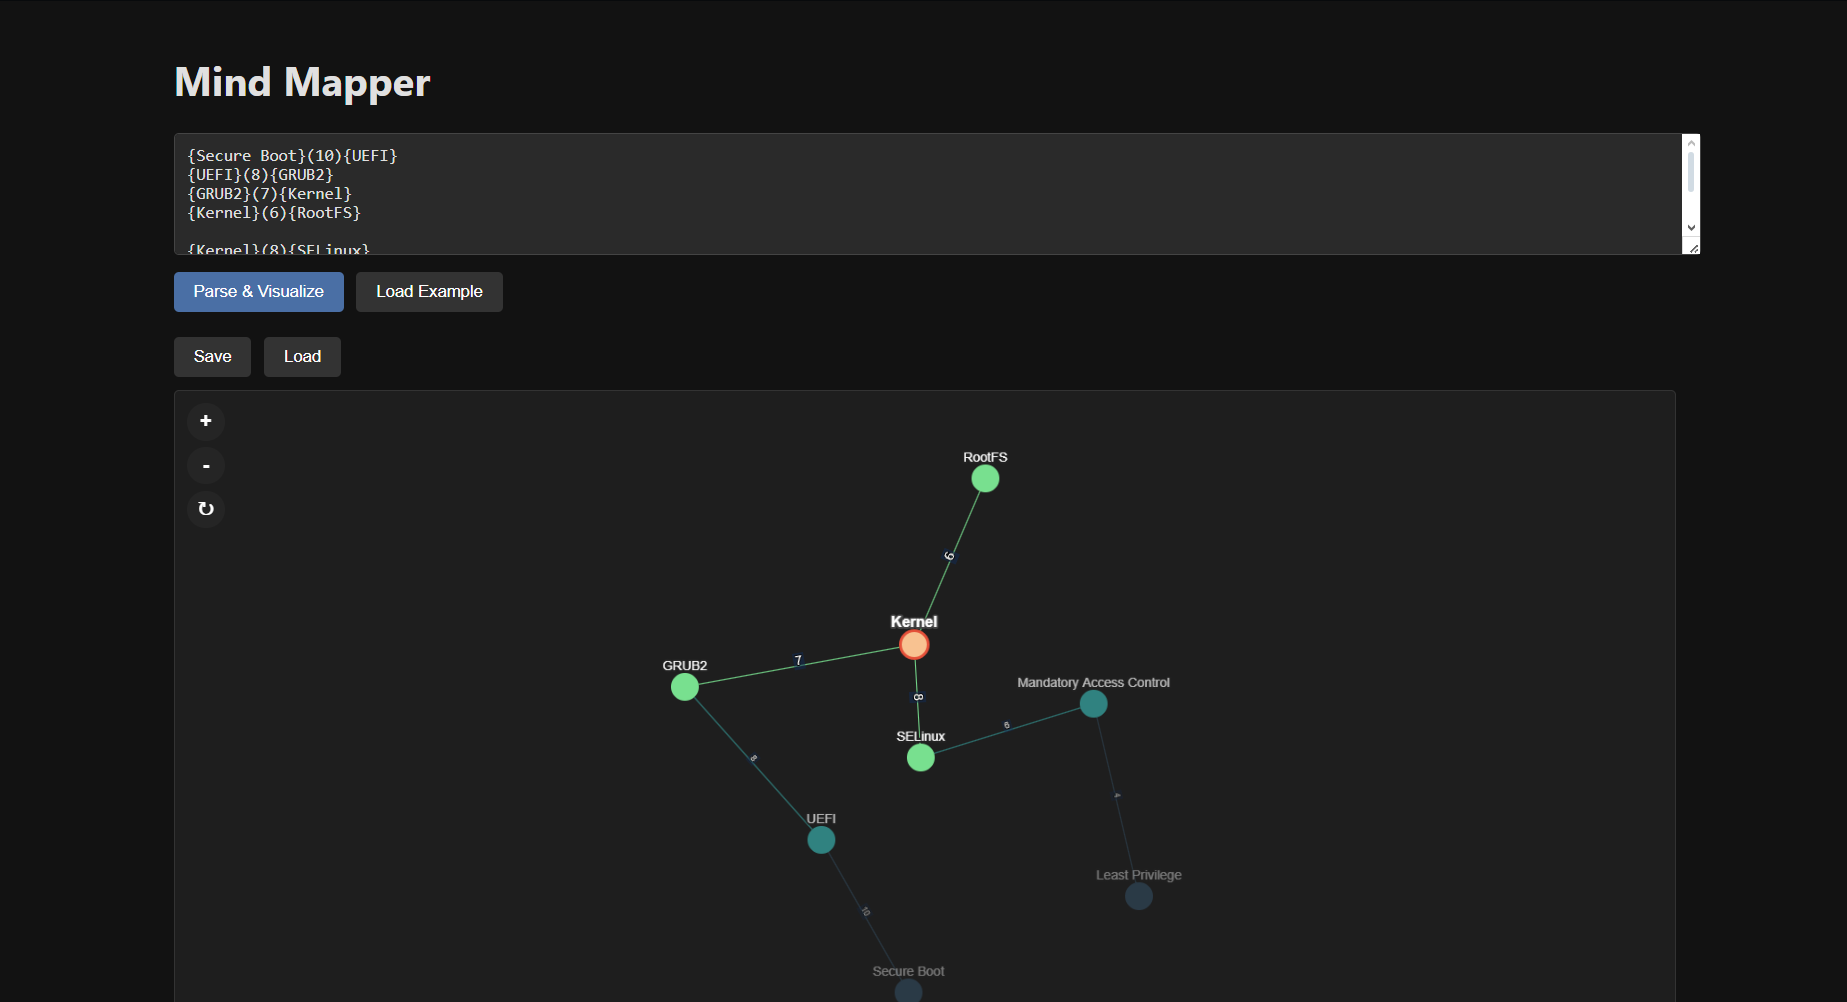 Mind Mapper
{Secure Boot}(10){UEFI}
{UEFI}(8){GRUB2}
{GRUB2}(7){Kernel}
{Kernel}(6){RootFS}
{Kernel}(8){SELinux}
Parse & Visualize
Load Example
Save
Load
+
-
↻
RootFS
6
Kernel
7
GRUB2
8
Mandatory Access Control
6
SELinux
8
4
UEFI
Least Privilege
10
Secure Boot